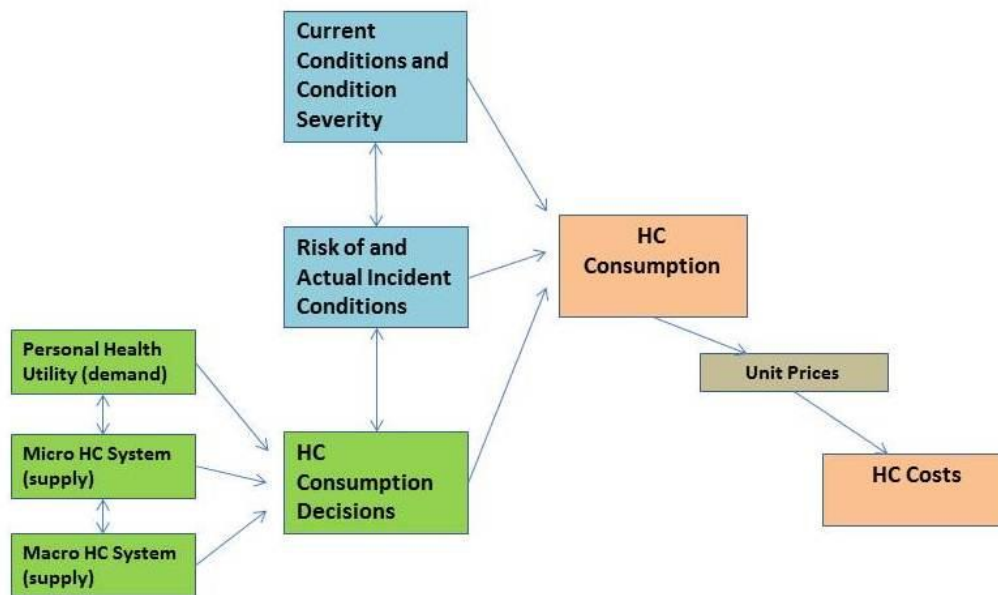 Current
Conditions and
Condition
Severity
Risk of and
Actual Incident
Conditions
HC
Consumption
Personal Health
Utility (demand)
Unit Prices
Micro HC System
(supply)
HC
Consumption
Decisions
HC Costs
Macro HC System
(supply)